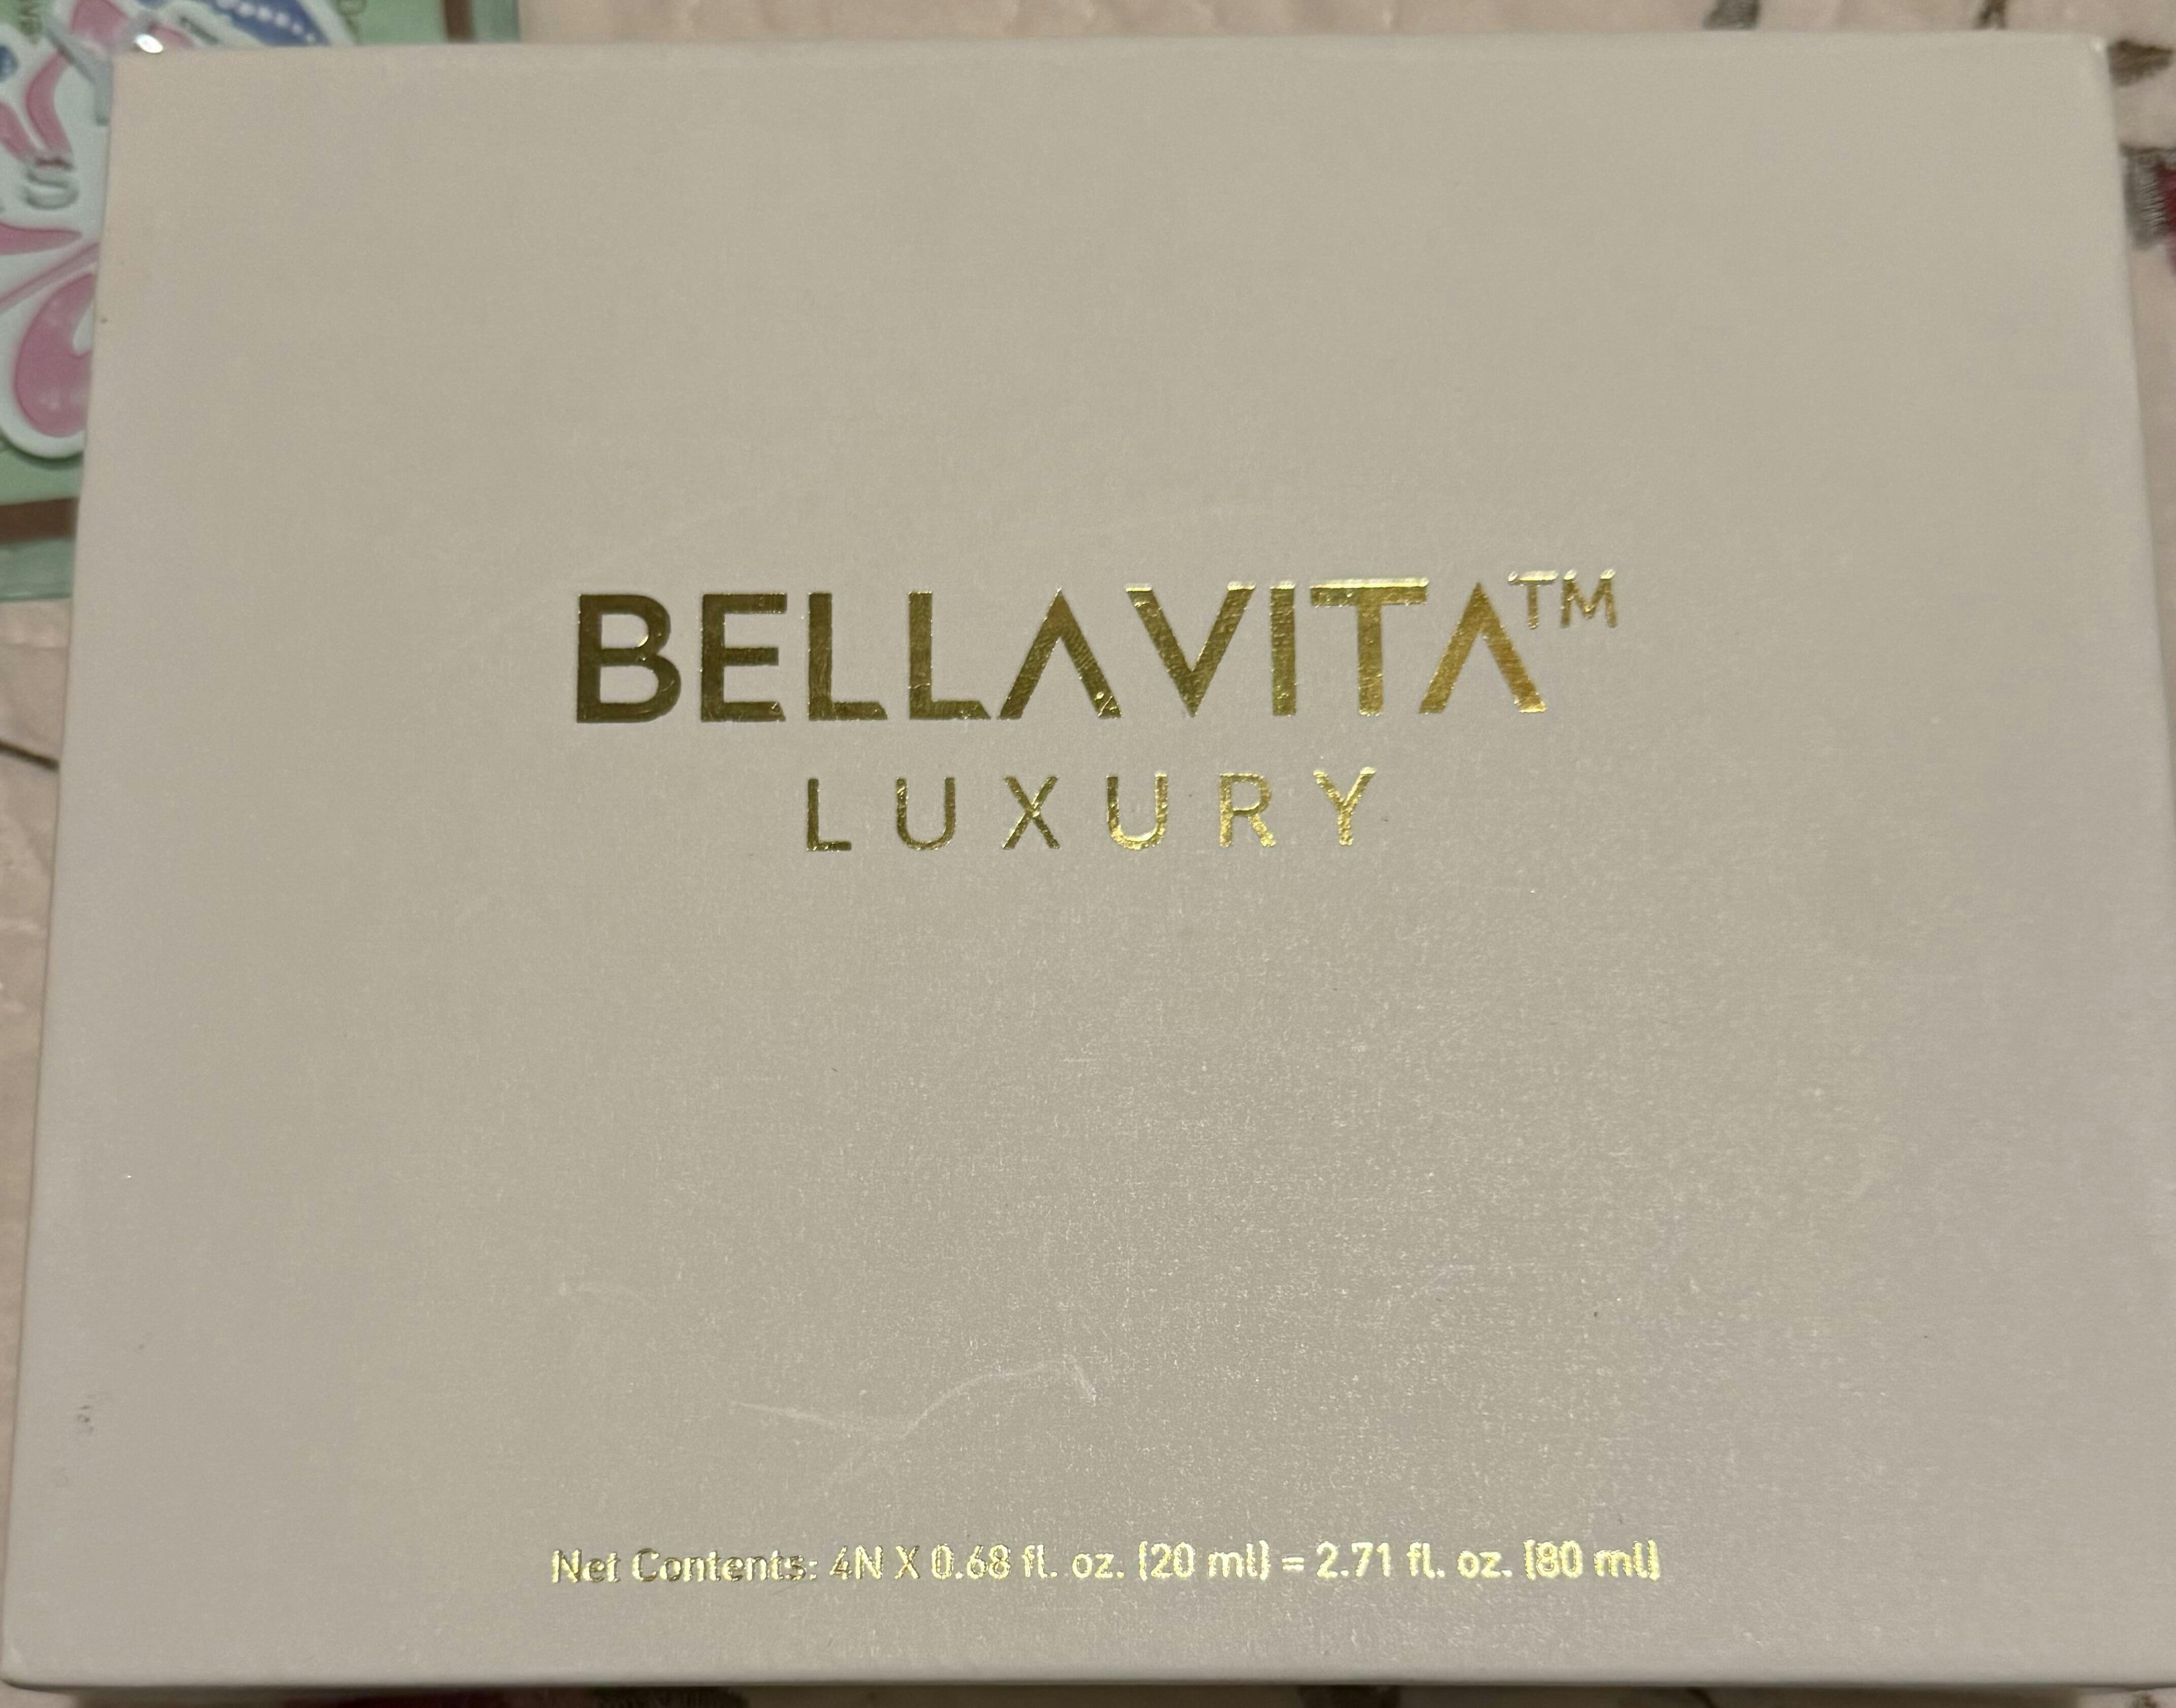 BELLAVITA™
LUXURY
Net Contents: 4N X 0.68 fl. oz. (20 ml) = 2.71 fl. oz. (80 ml)